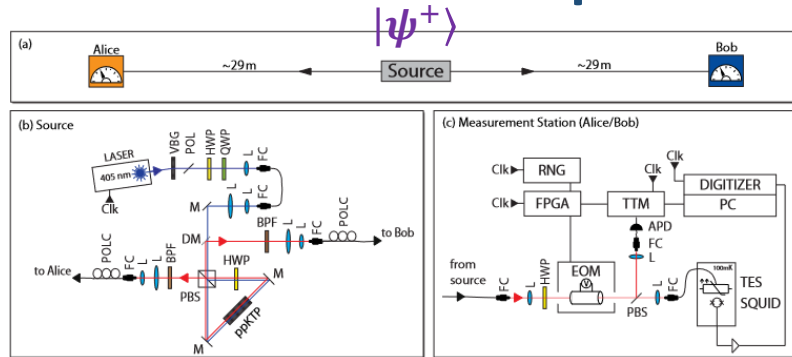 |ψ⁺⟩
(a)
Alice
~29m
Source
~29m
Bob
(b) Source
LASER
405 nm
Clk
VBG
POL
HWP
QWP
L
FC
FC
L
L
M
DM
BPF
L
L
FC
POLC
to Bob
to Alice
POLC
FC
L
L
BPF
PBS
HWP
M
ppKTP
M
(c) Measurement Station (Alice/Bob)
Clk
RNG
Clk
FPGA
Clk
TTM
Clk
DIGITIZER
PC
APD
FC
L
from
source
FC
L
HWP
EOM
V
PBS
L
FC
100mK
TES
SQUID